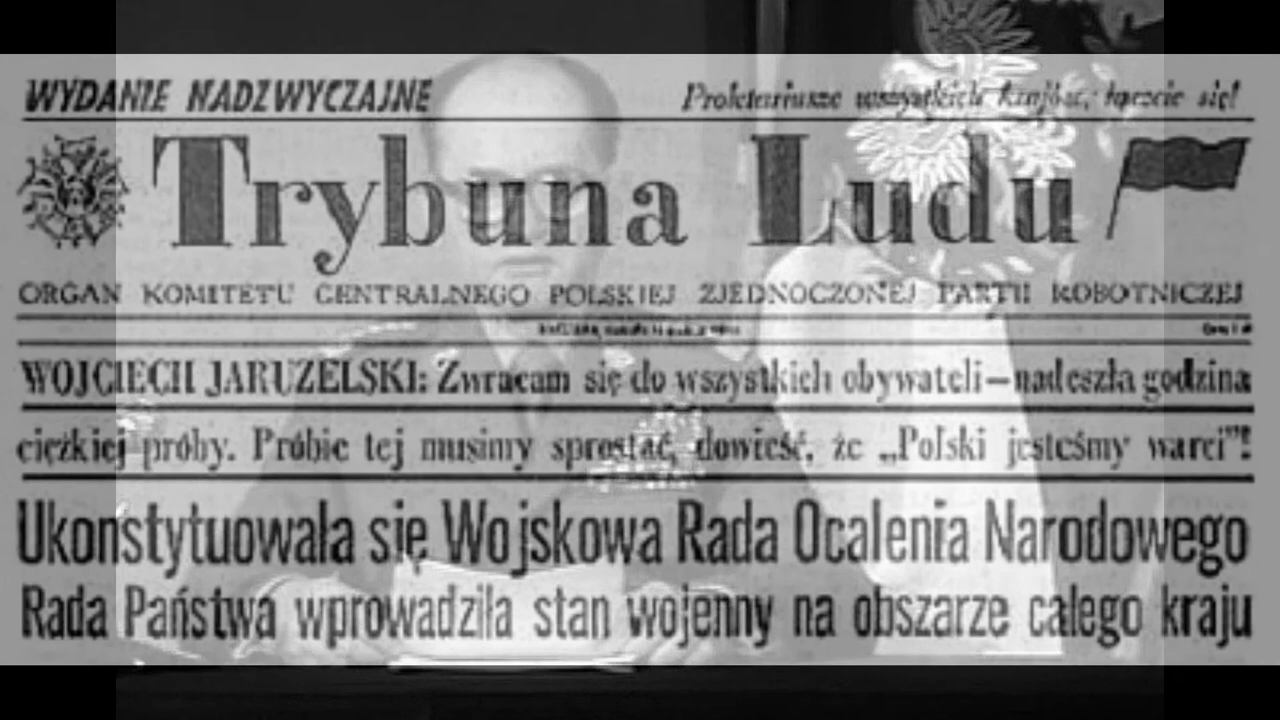 WYDANIE NADZWYCZAJNE
Proletariusze wszystkich krajów, łączcie się!
Trybuna Ludu
ORGAN KOMITETU CENTRALNEGO POLSKIEJ ZJEDNOCZONEJ PARTII ROBOTNICZEJ
WOJCIECH JARUZELSKI: Zwracam się do wszystkich obywateli—nadeszła godzina
ciężkiej próby. Próbie tej musimy sprostać, dowieść, że „Polski jesteśmy warci”!
Ukonstytuowała się Wojskowa Rada Ocalenia Narodowego
Rada Państwa wprowadziła stan wojenny na obszarze całego kraju